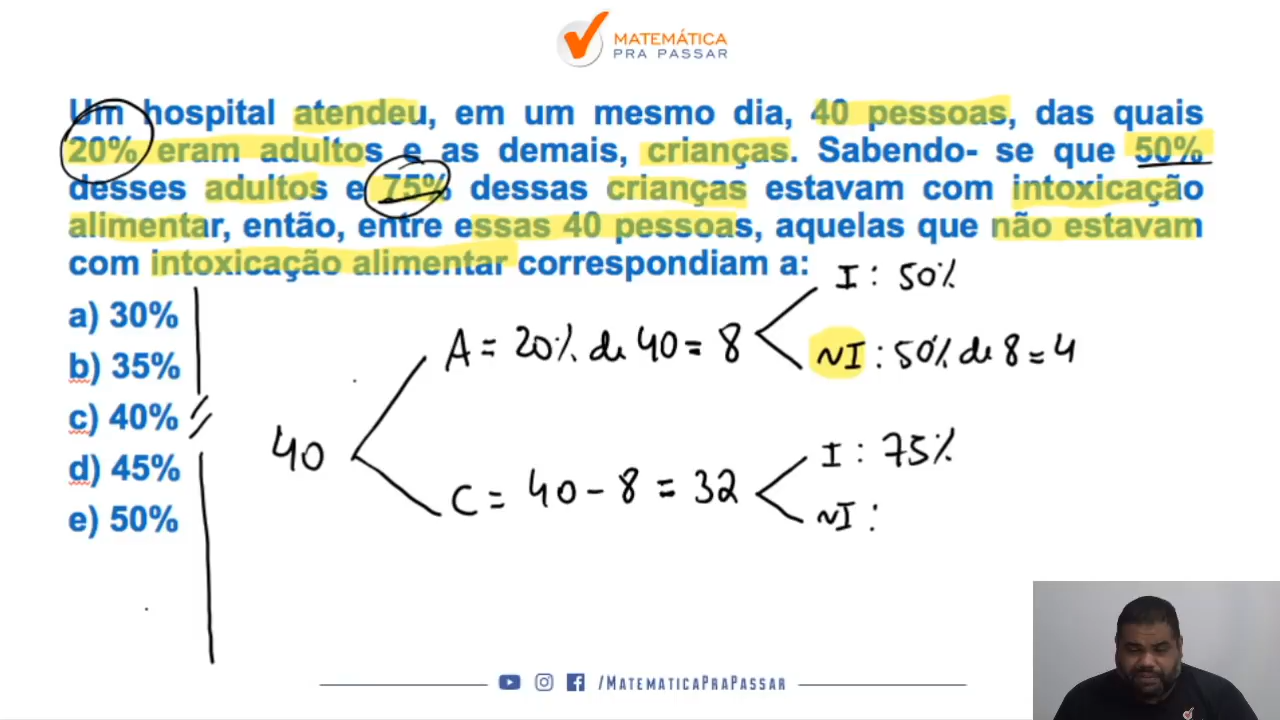 MATEMÁTICA
PRA PASSAR
Um hospital atendeu, em um mesmo dia, 40 pessoas, das quais
20% eram adultos e as demais, crianças. Sabendo- se que 50%
desses adultos e 75% dessas crianças estavam com intoxicação
alimentar, então, entre essas 40 pessoas, aquelas que não estavam
com intoxicação alimentar correspondiam a:
a) 30%
b) 35%
c) 40%
d) 45%
e) 50%
I : 50%
A = 20% de 40 = 8
NI : 50% de 8 = 4
40
I : 75%
C = 40 - 8 = 32
NI :
/MATEMATICAPRAPASSAR